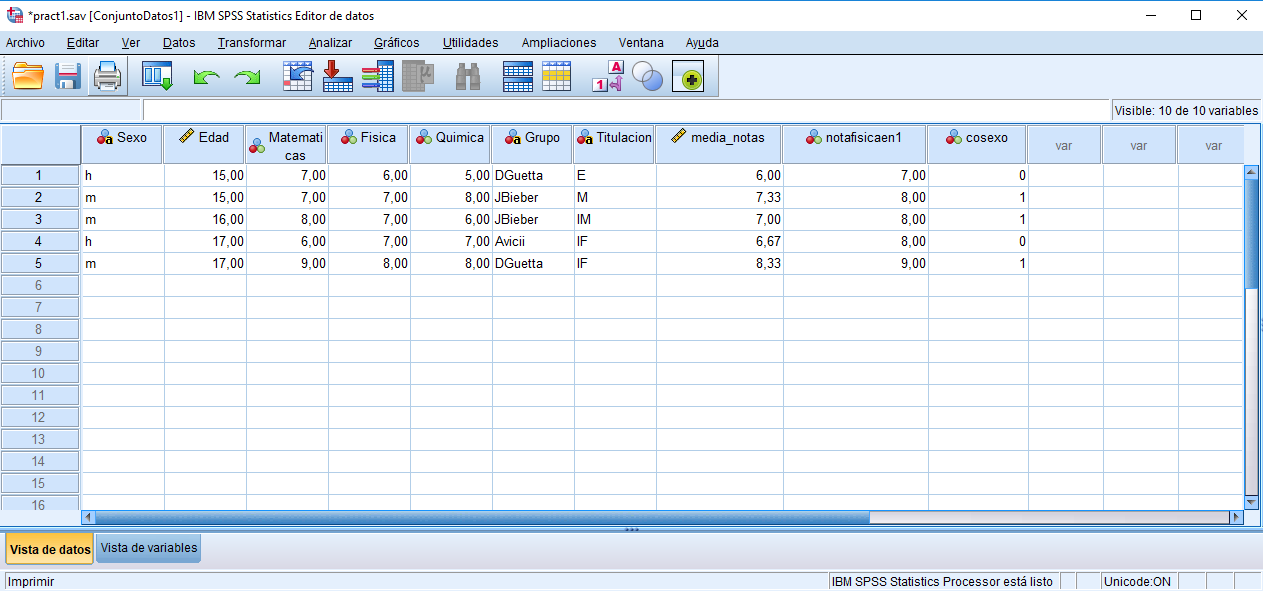 *pract1.sav [ConjuntoDatos1] - IBM SPSS Statistics Editor de datos
Archivo Editar Ver Datos Transformar Analizar Gráficos Utilidades Ampliaciones Ventana Ayuda
Visible: 10 de 10 variables
Sexo Edad Matemati Fisica Quimica Grupo Titulacion media_notas notafisicaen1 cosexo var var var
cas
1 h 15,00 7,00 6,00 5,00 DGuetta E 6,00 7,00 0
2 m 15,00 7,00 7,00 8,00 JBieber M 7,33 8,00 1
3 m 16,00 8,00 7,00 6,00 JBieber IM 7,00 8,00 1
4 h 17,00 6,00 7,00 7,00 Avicii IF 6,67 8,00 0
5 m 17,00 9,00 8,00 8,00 DGuetta IF 8,33 9,00 1
6
7
8
9
10
11
12
13
14
15
16
Vista de datos Vista de variables
Imprimir IBM SPSS Statistics Processor está listo Unicode:ON